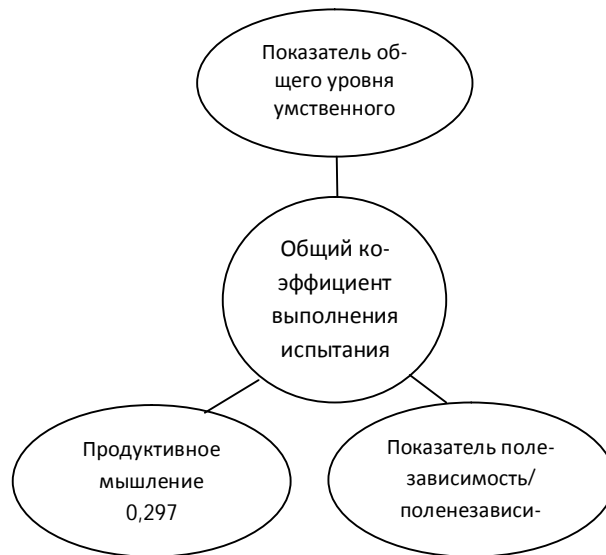 Показатель об-
щего уровня
умственного
Общий ко-
эффициент
выполнения
испытания
Продуктивное
мышление
0,297
Показатель поле-
зависимость/
поленезависи-